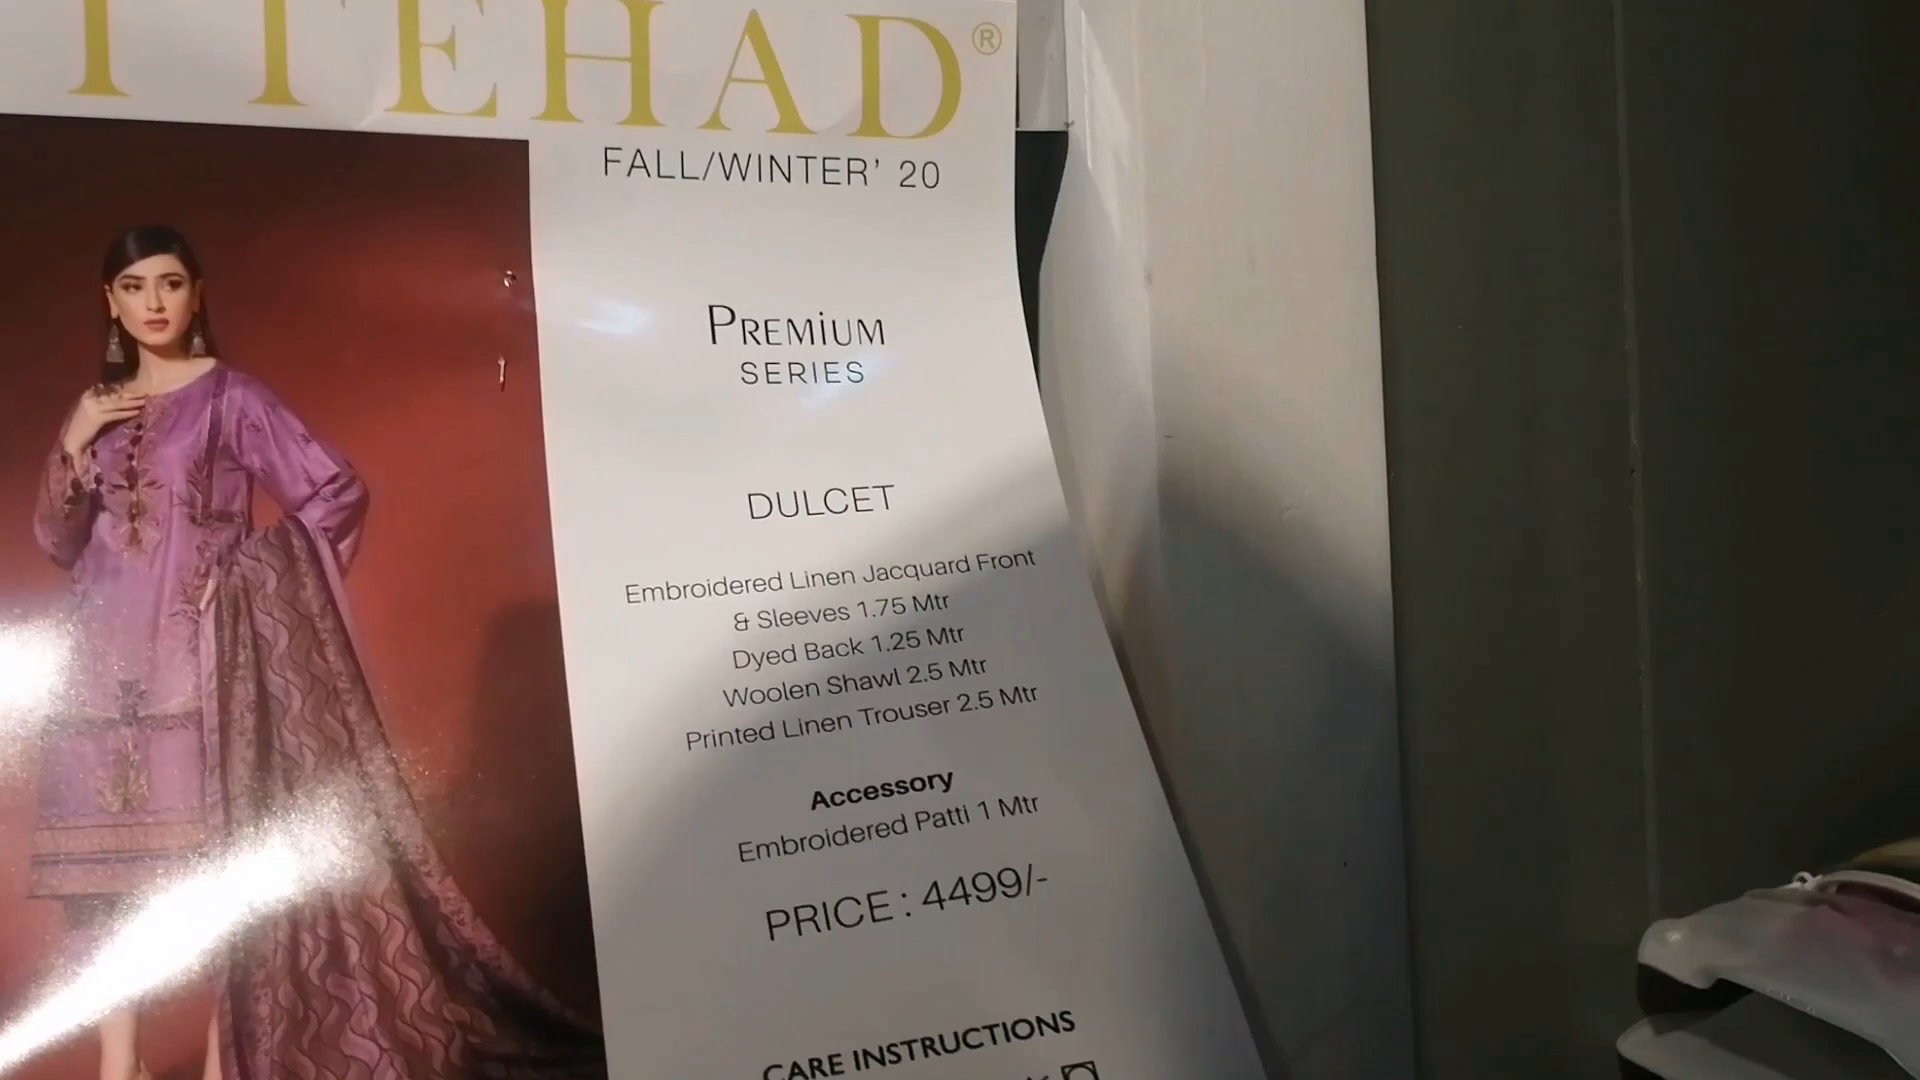 ITTEHAD®
FALL/WINTER' 20
PREMiUM
SERIES
DULCET
Embroidered Linen Jacquard Front
& Sleeves 1.75 Mtr
Dyed Back 1.25 Mtr
Woolen Shawl 2.5 Mtr
Printed Linen Trouser 2.5 Mtr
Accessory
Embroidered Patti 1 Mtr
PRICE : 4499/-
CARE INSTRUCTIONS